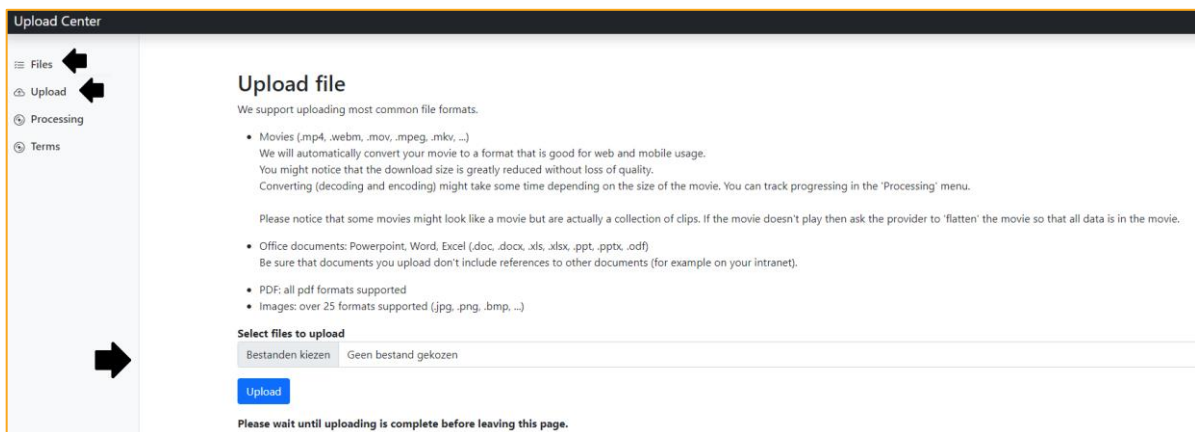 Upload Center
Files
Upload
Processing
Terms
Upload file
We support uploading most common file formats.
• Movies (.mp4, .webm, .mov, .mpeg, .mkv, ...)
We will automatically convert your movie to a format that is good for web and mobile usage.
You might notice that the download size is greatly reduced without loss of quality.
Converting (decoding and encoding) might take some time depending on the size of the movie. You can track progressing in the 'Processing' menu.
Please notice that some movies might look like a movie but are actually a collection of clips. If the movie doesn't play then ask the provider to 'flatten' the movie so that all data is in the movie.
• Office documents: Powerpoint, Word, Excel (.doc, .docx, .xls, .xlsx, .ppt, .pptx, .odf)
Be sure that documents you upload don't include references to other documents (for example on your intranet).
• PDF: all pdf formats supported
• Images: over 25 formats supported (.jpg, .png, .bmp, ...)
Select files to upload
Bestanden kiezen Geen bestand gekozen
Upload
Please wait until uploading is complete before leaving this page.